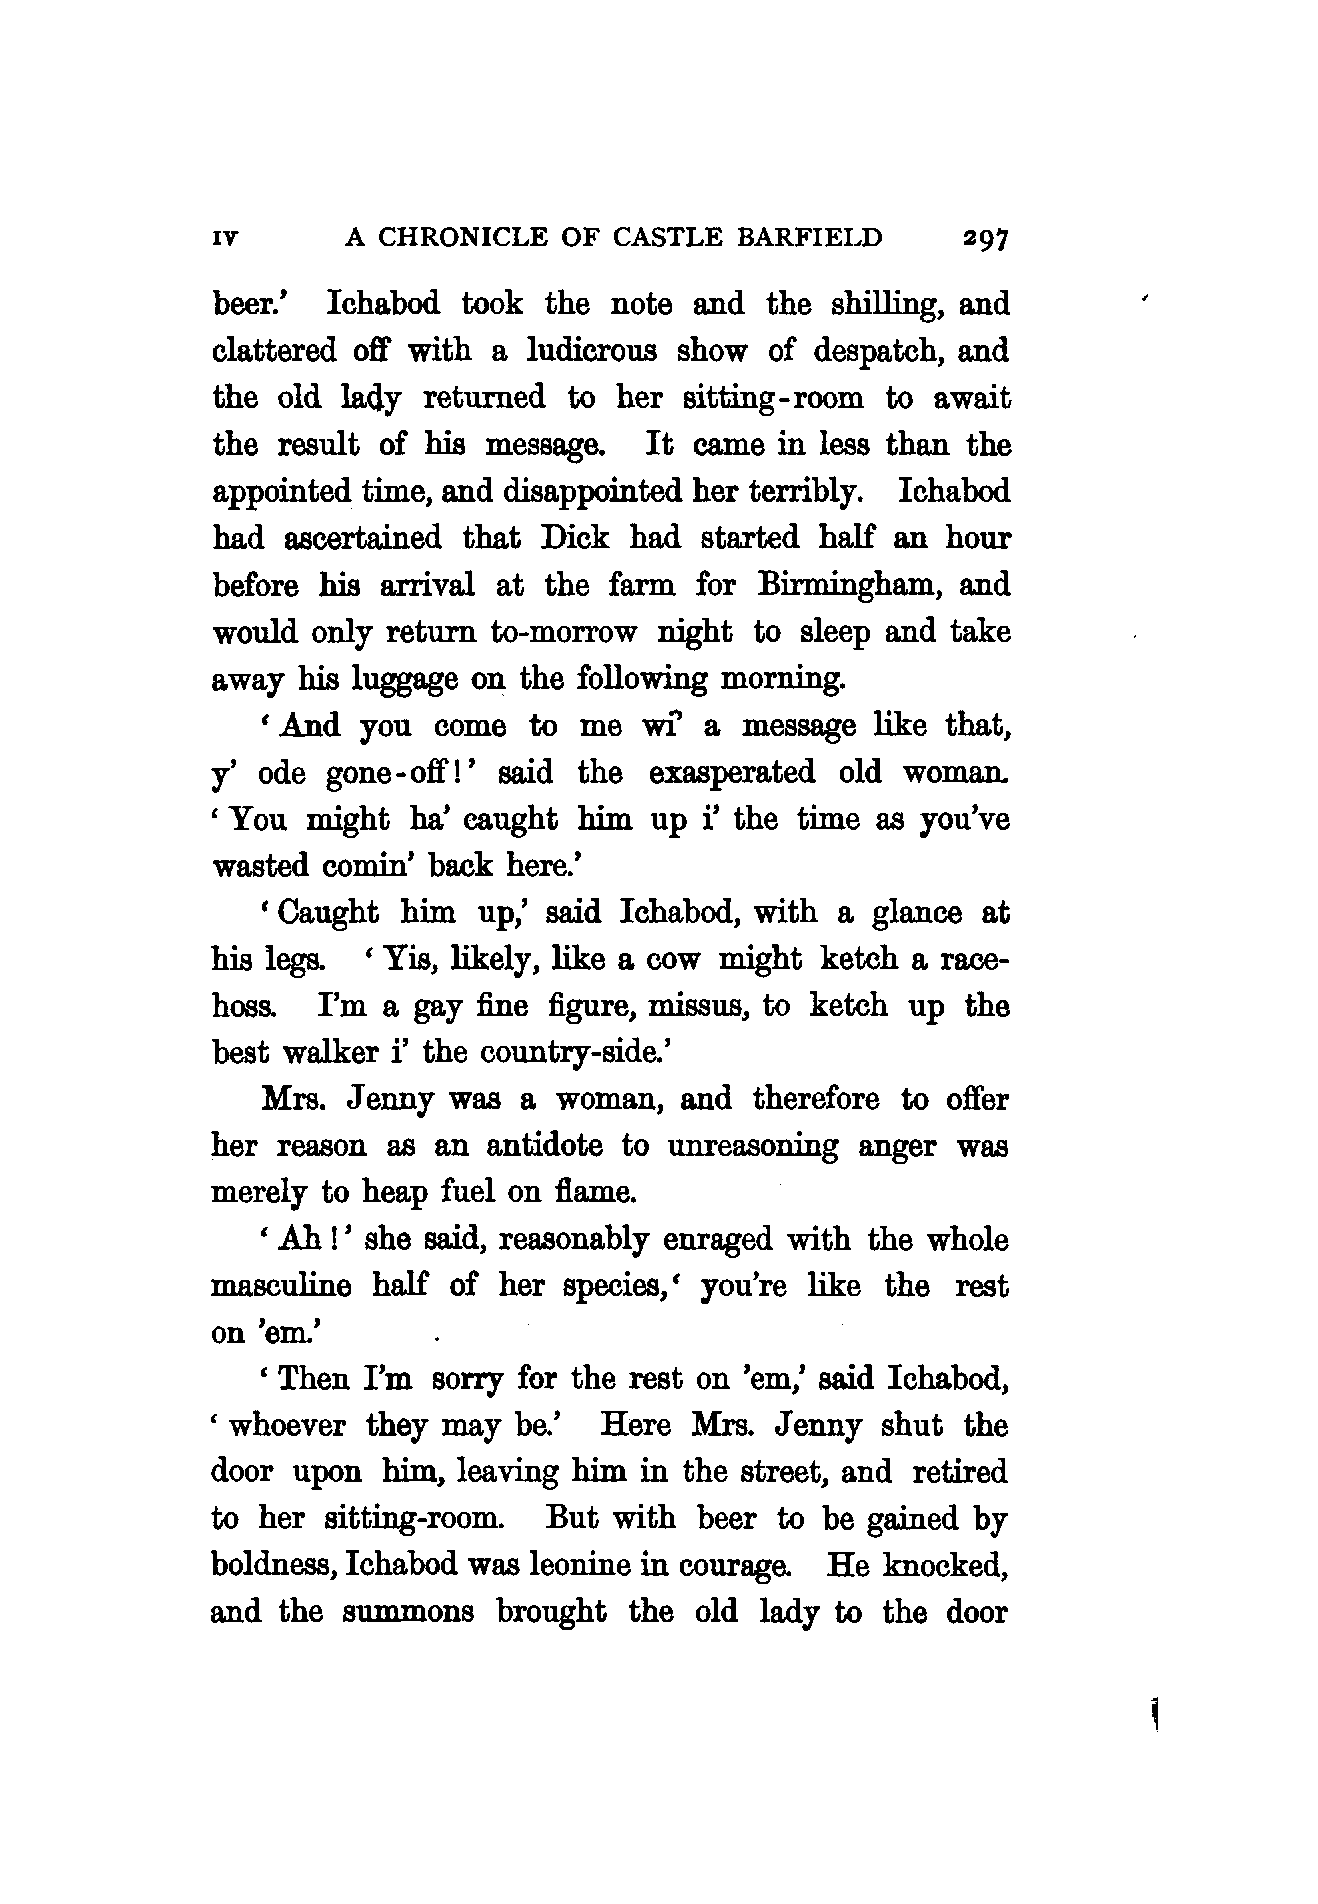 IV A CHRONICLE OF CASTLE BARFIELD 297
beer.’ Ichabod took the note and the shilling, and
clattered off with a ludicrous show of despatch, and
the old lady returned to her sitting-room to await
the result of his message. It came in less than the
appointed time, and disappointed her terribly. Ichabod
had ascertained that Dick had started half an hour
before his arrival at the farm for Birmingham, and
would only return to-morrow night to sleep and take
away his luggage on the following morning.
‘ And you come to me wi’ a message like that,
y’ ode gone-off!’ said the exasperated old woman.
‘ You might ha’ caught him up i’ the time as you’ve
wasted comin’ back here.’
‘ Caught him up,’ said Ichabod, with a glance at
his legs. ‘ Yis, likely, like a cow might ketch a race-
hoss. I’m a gay fine figure, missus, to ketch up the
best walker i’ the country-side.’
Mrs. Jenny was a woman, and therefore to offer
her reason as an antidote to unreasoning anger was
merely to heap fuel on flame.
‘ Ah !’ she said, reasonably enraged with the whole
masculine half of her species,‘ you’re like the rest
on ’em.’
‘ Then I’m sorry for the rest on ’em,’ said Ichabod,
‘ whoever they may be.’ Here Mrs. Jenny shut the
door upon him, leaving him in the street, and retired
to her sitting-room. But with beer to be gained by
boldness, Ichabod was leonine in courage. He knocked,
and the summons brought the old lady to the door